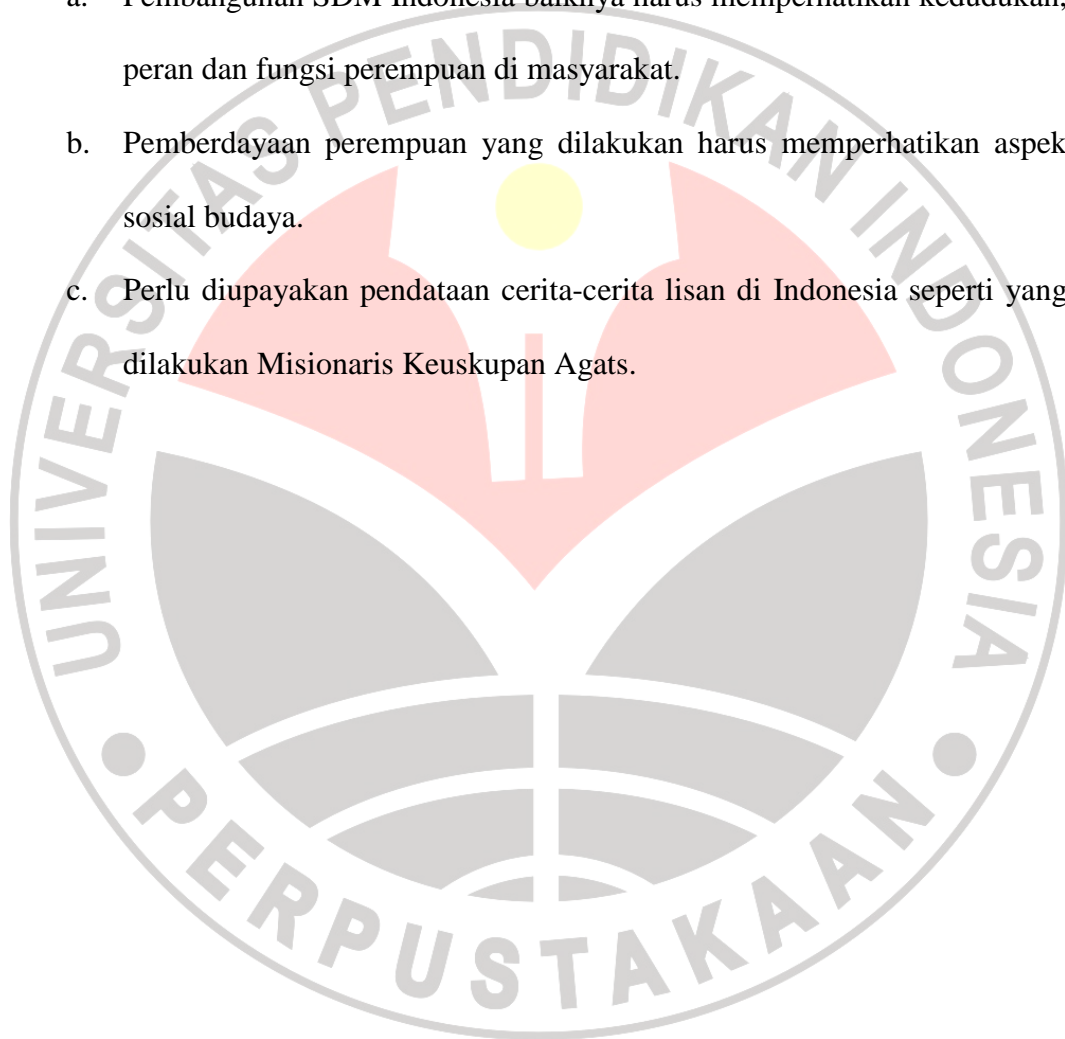 a. Pembangunan SDM Indonesia baiknya harus memperhatikan kedudukan,
peran dan fungsi perempuan di masyarakat.
b. Pemberdayaan perempuan yang dilakukan harus memperhatikan aspek
sosial budaya.
c. Perlu diupayakan pendataan cerita-cerita lisan di Indonesia seperti yang
dilakukan Misionaris Keuskupan Agats.
UNIVERSITAS PENDIDIKAN INDONESIA
PERPUSTAKAAN